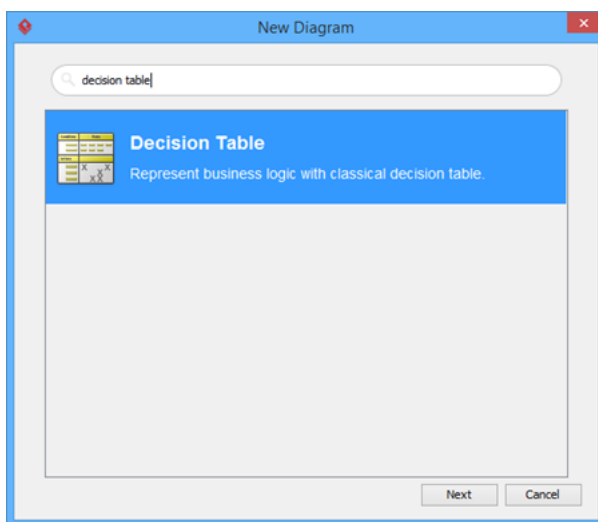 New Diagram
decision table
Decision Table
Represent business logic with classical decision table.
Next
Cancel